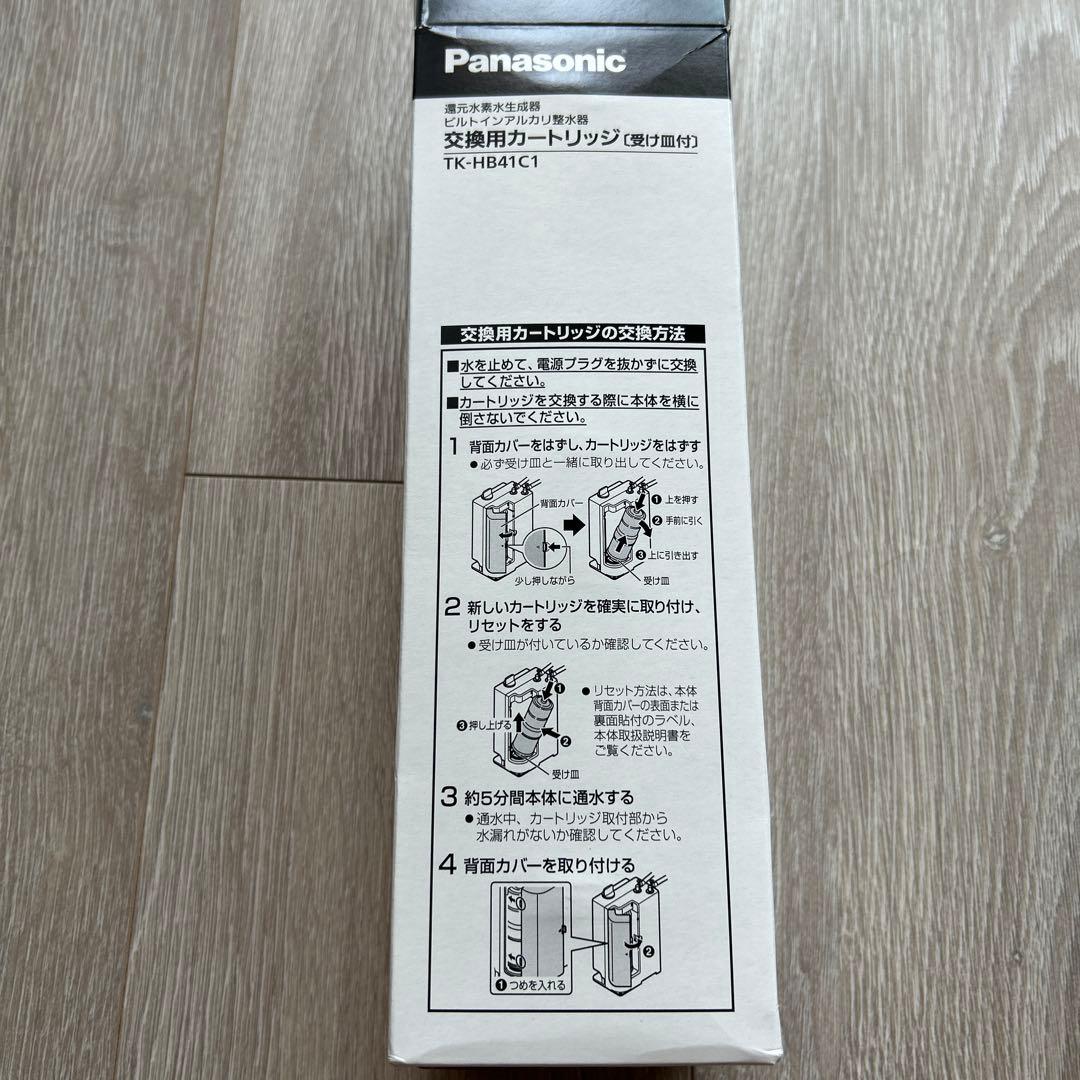 Panasonic
還元水素水生成器
ビルトインアルカリ整水器
交換用カートリッジ〔受け皿付〕
TK-HB41C1
交換用カートリッジの交換方法
■水を止めて、電源プラグを抜かずに交換
してください。
■カートリッジを交換する際に本体を横に
倒さないでください。
1 背面カバーをはずし、カートリッジをはずす
●必ず受け皿と一緒に取り出してください。
背面カバー
少し押しながら
❶ 上を押す
❷ 手前に引く
❸ 上に引き出す
受け皿
2 新しいカートリッジを確実に取り付け、
リセットをする
●受け皿が付いているか確認してください。
❶
❸ 押し上げる
❷
受け皿
●リセット方法は、本体
背面カバーの表面または
裏面貼付のラベル、
本体取扱説明書を
ご覧ください。
3 約5分間本体に通水する
●通水中、カートリッジ取付部から
水漏れがないか確認してください。
4 背面カバーを取り付ける
❶ つめを入れる
❷